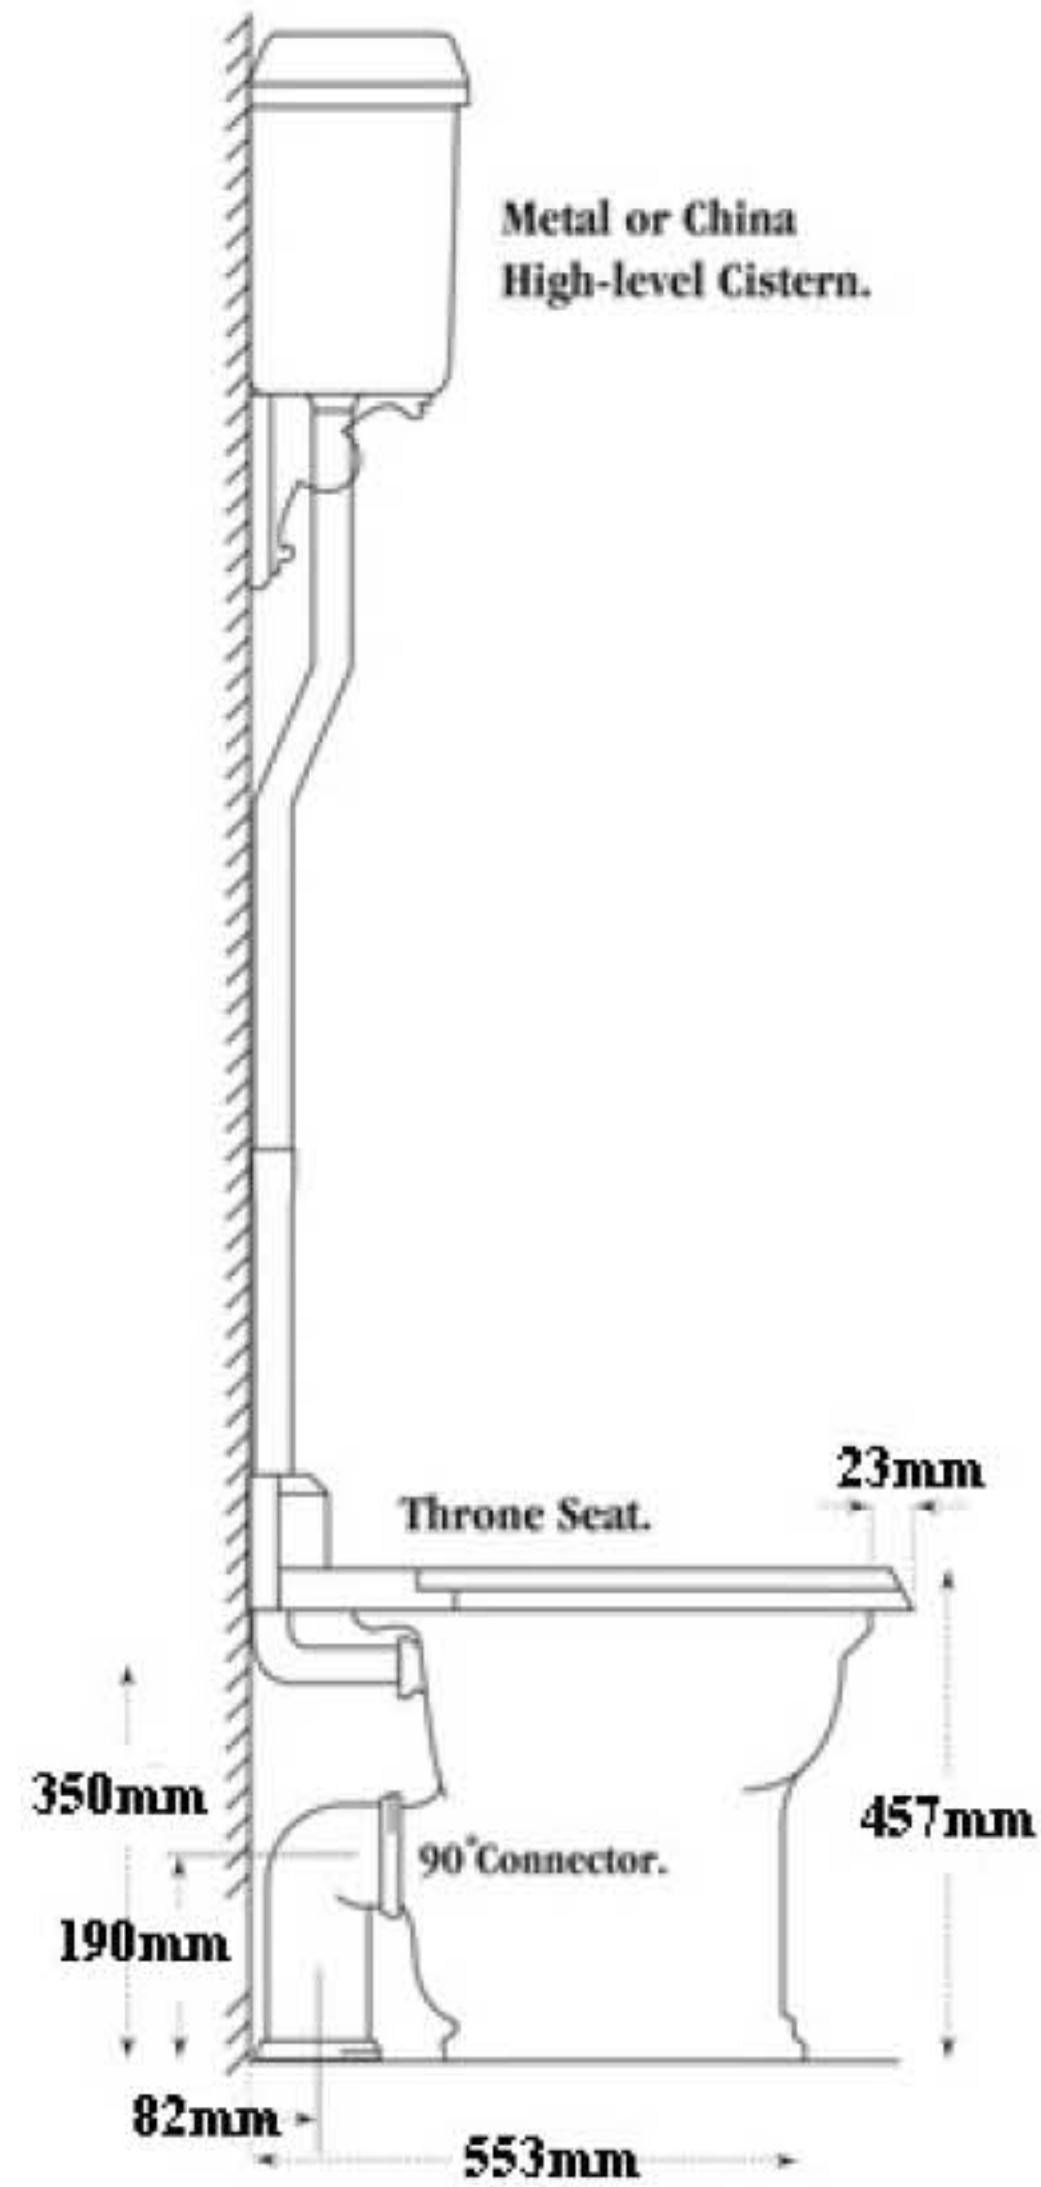 Metal or China
High-level Cistern.
23mm
Throne Seat.
350mm
457mm
90°Connector.
190mm
82mm
553mm